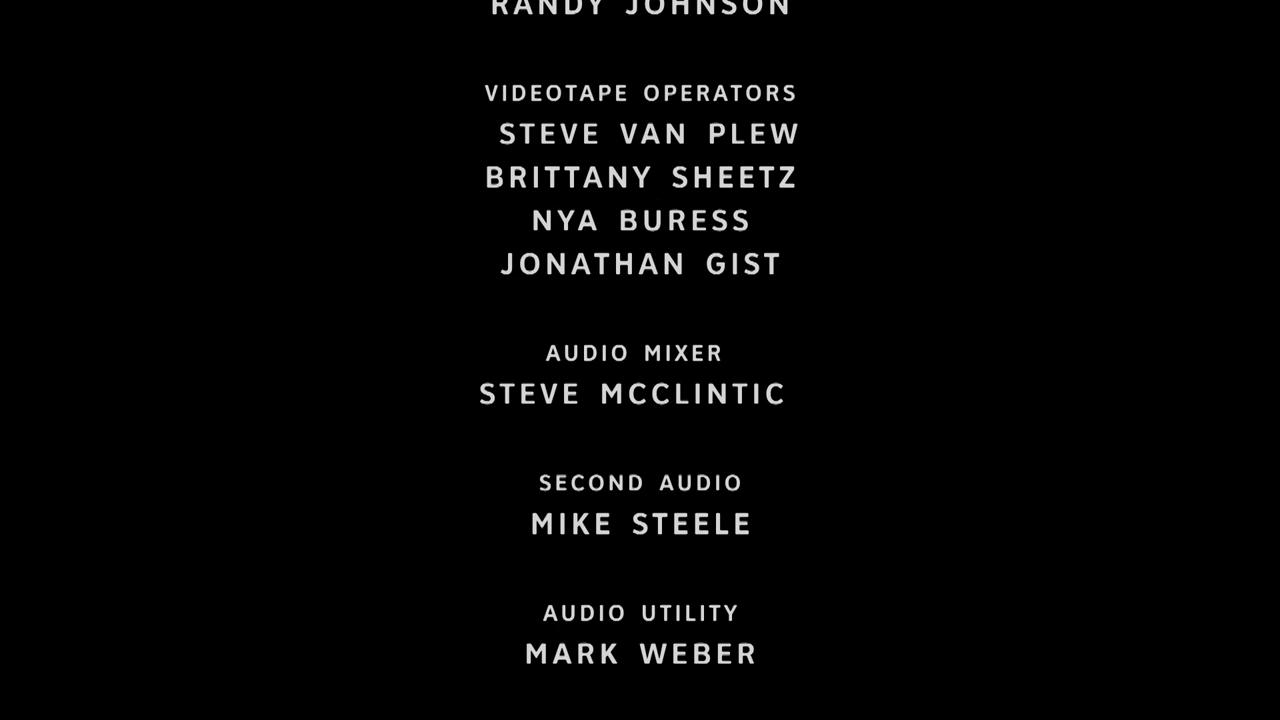 RANDY JOHNSON
VIDEOTAPE OPERATORS
STEVE VAN PLEW
BRITTANY SHEETZ
NYA BURESS
JONATHAN GIST
AUDIO MIXER
STEVE MCCLINTIC
SECOND AUDIO
MIKE STEELE
AUDIO UTILITY
MARK WEBER